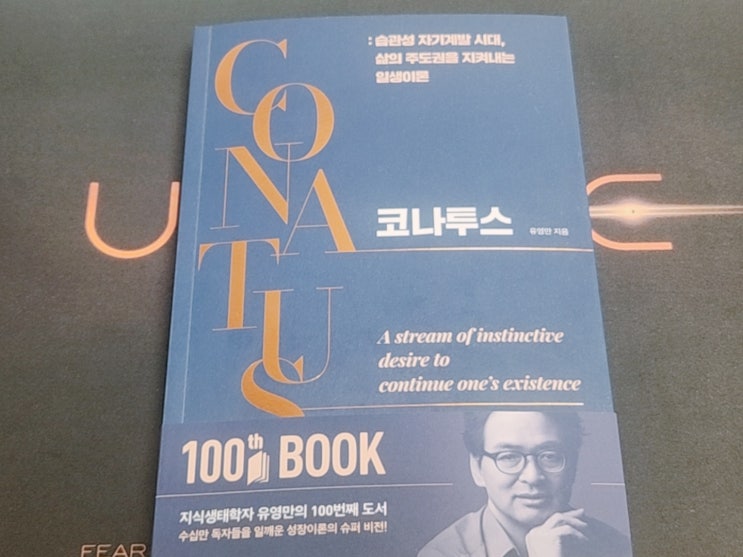 CONATUS
: 습관성 자기계발 시대,
삶의 주도권을 지켜내는
일생이론
코나투스
유영만 지음
A stream of instinctive
desire to
continue one's existence
100th BOOK
지식생태학자 유영만의 100번째 도서
수십만 독자들을 일깨운 성장이론의 슈퍼 비전!
FEAR